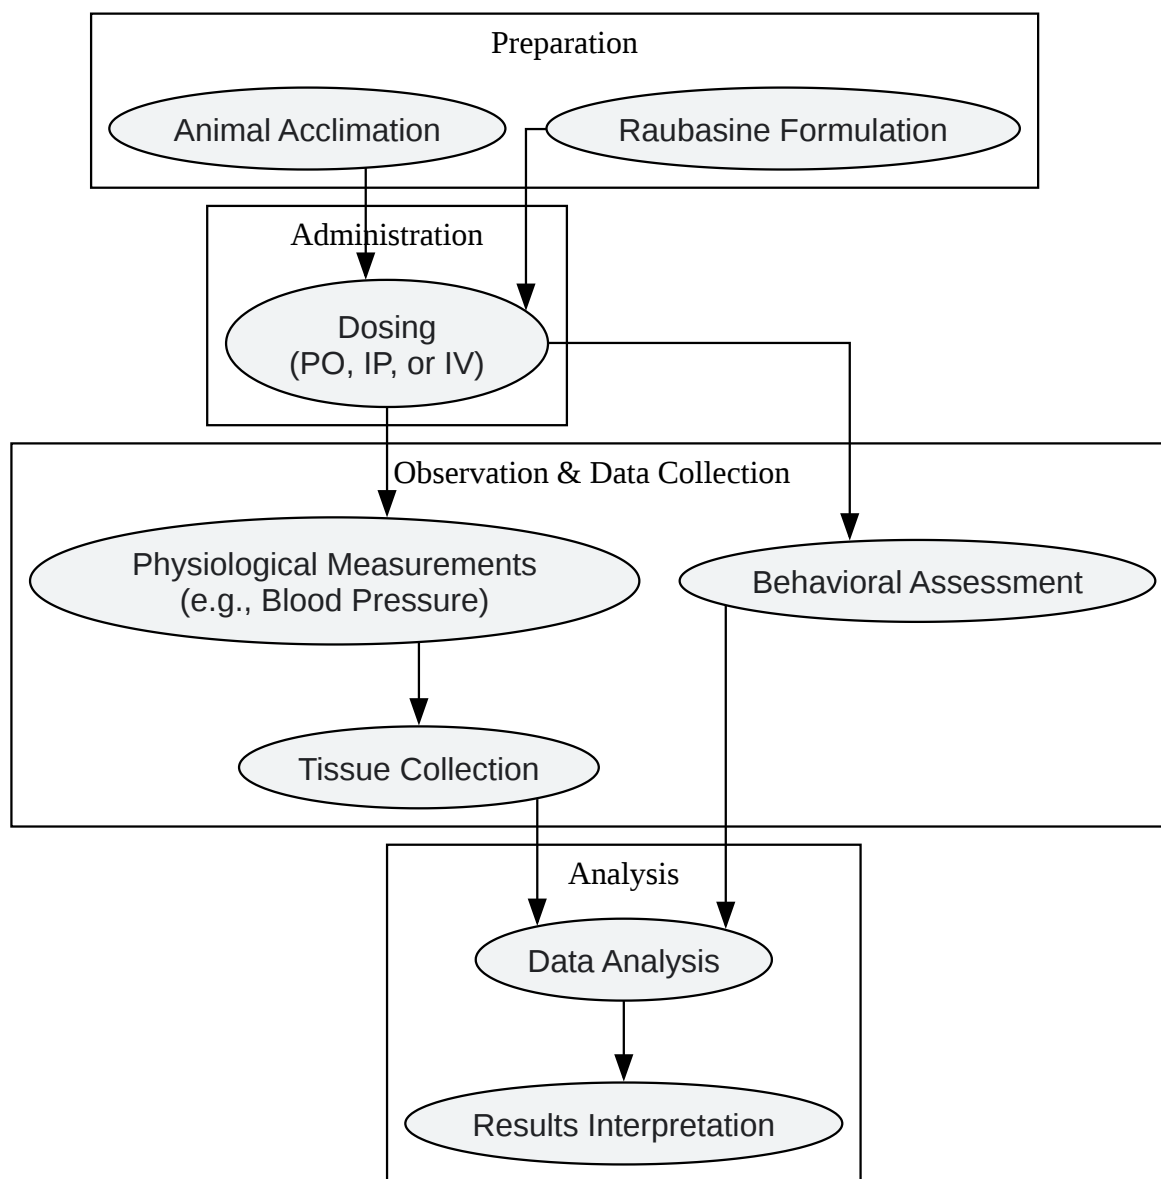 Preparation
Animal Acclimation
Raubasine Formulation
Administration
Dosing
(PO, IP, or IV)
Observation & Data Collection
Physiological Measurements
(e.g., Blood Pressure)
Behavioral Assessment
Tissue Collection
Analysis
Data Analysis
Results Interpretation